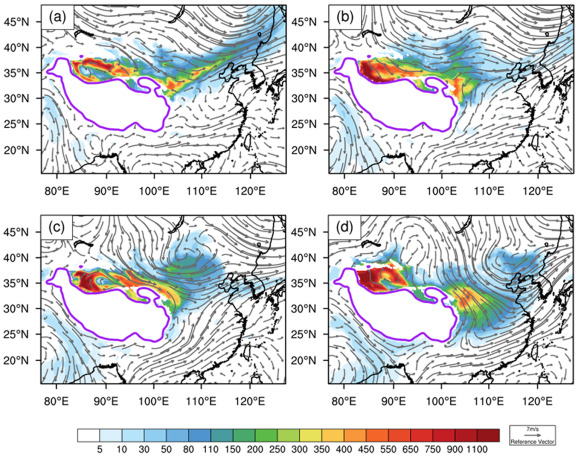 (a) (b)
45°N 45°N
40°N 40°N
35°N 35°N
30°N 30°N
25°N 25°N
20°N 20°N
80°E 90°E 100°E 110°E 120°E 80°E 90°E 100°E 110°E 120°E
(c) (d)
45°N 45°N
40°N 40°N
35°N 35°N
30°N 30°N
25°N 25°N
20°N 20°N
80°E 90°E 100°E 110°E 120°E 80°E 90°E 100°E 110°E 120°E
7m/s
Reference Vector
5 10 30 50 80 110 150 200 250 300 350 400 450 550 650 750 900 1100